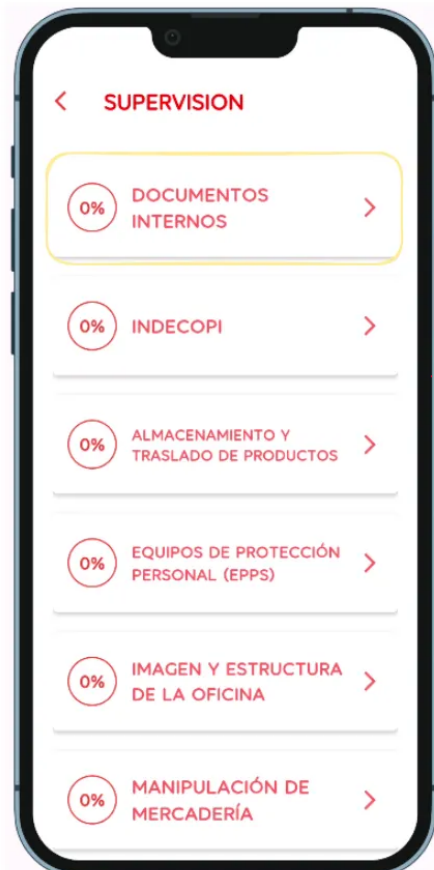 SUPERVISION
0%
DOCUMENTOS
INTERNOS
0%
INDECOPI
0%
ALMACENAMIENTO Y
TRASLADO DE PRODUCTOS
0%
EQUIPOS DE PROTECCIÓN
PERSONAL (EPPS)
0%
IMAGEN Y ESTRUCTURA
DE LA OFICINA
0%
MANIPULACIÓN DE
MERCADERÍA